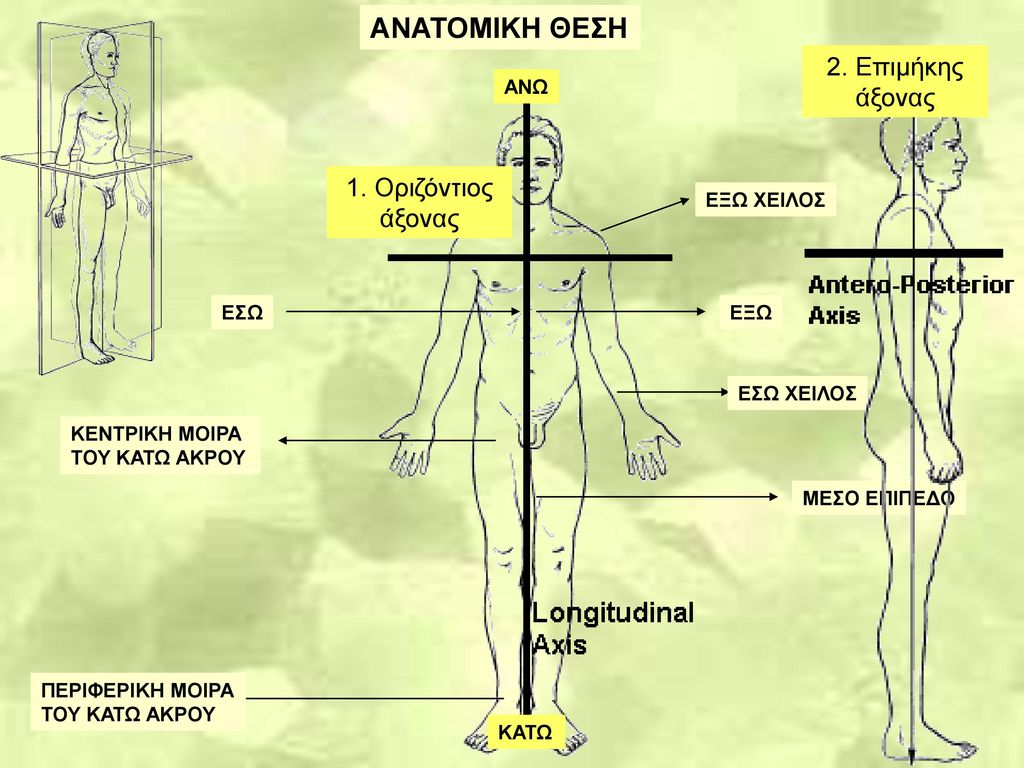 ΑΝΑΤΟΜΙΚΗ ΘΕΣΗ
ΑΝΩ
2. Επιμήκης
άξονας
1. Οριζόντιος
άξονας
ΕΞΩ ΧΕΙΛΟΣ
Antero-Posterior
Axis
ΕΣΩ
ΕΞΩ
ΕΣΩ ΧΕΙΛΟΣ
ΚΕΝΤΡΙΚΗ ΜΟΙΡΑ
ΤΟΥ ΚΑΤΩ ΑΚΡΟΥ
ΜΕΣΟ ΕΠΙΠΕΔΟ
Longitudinal
Axis
ΠΕΡΙΦΕΡΙΚΗ ΜΟΙΡΑ
ΤΟΥ ΚΑΤΩ ΑΚΡΟΥ
ΚΑΤΩ